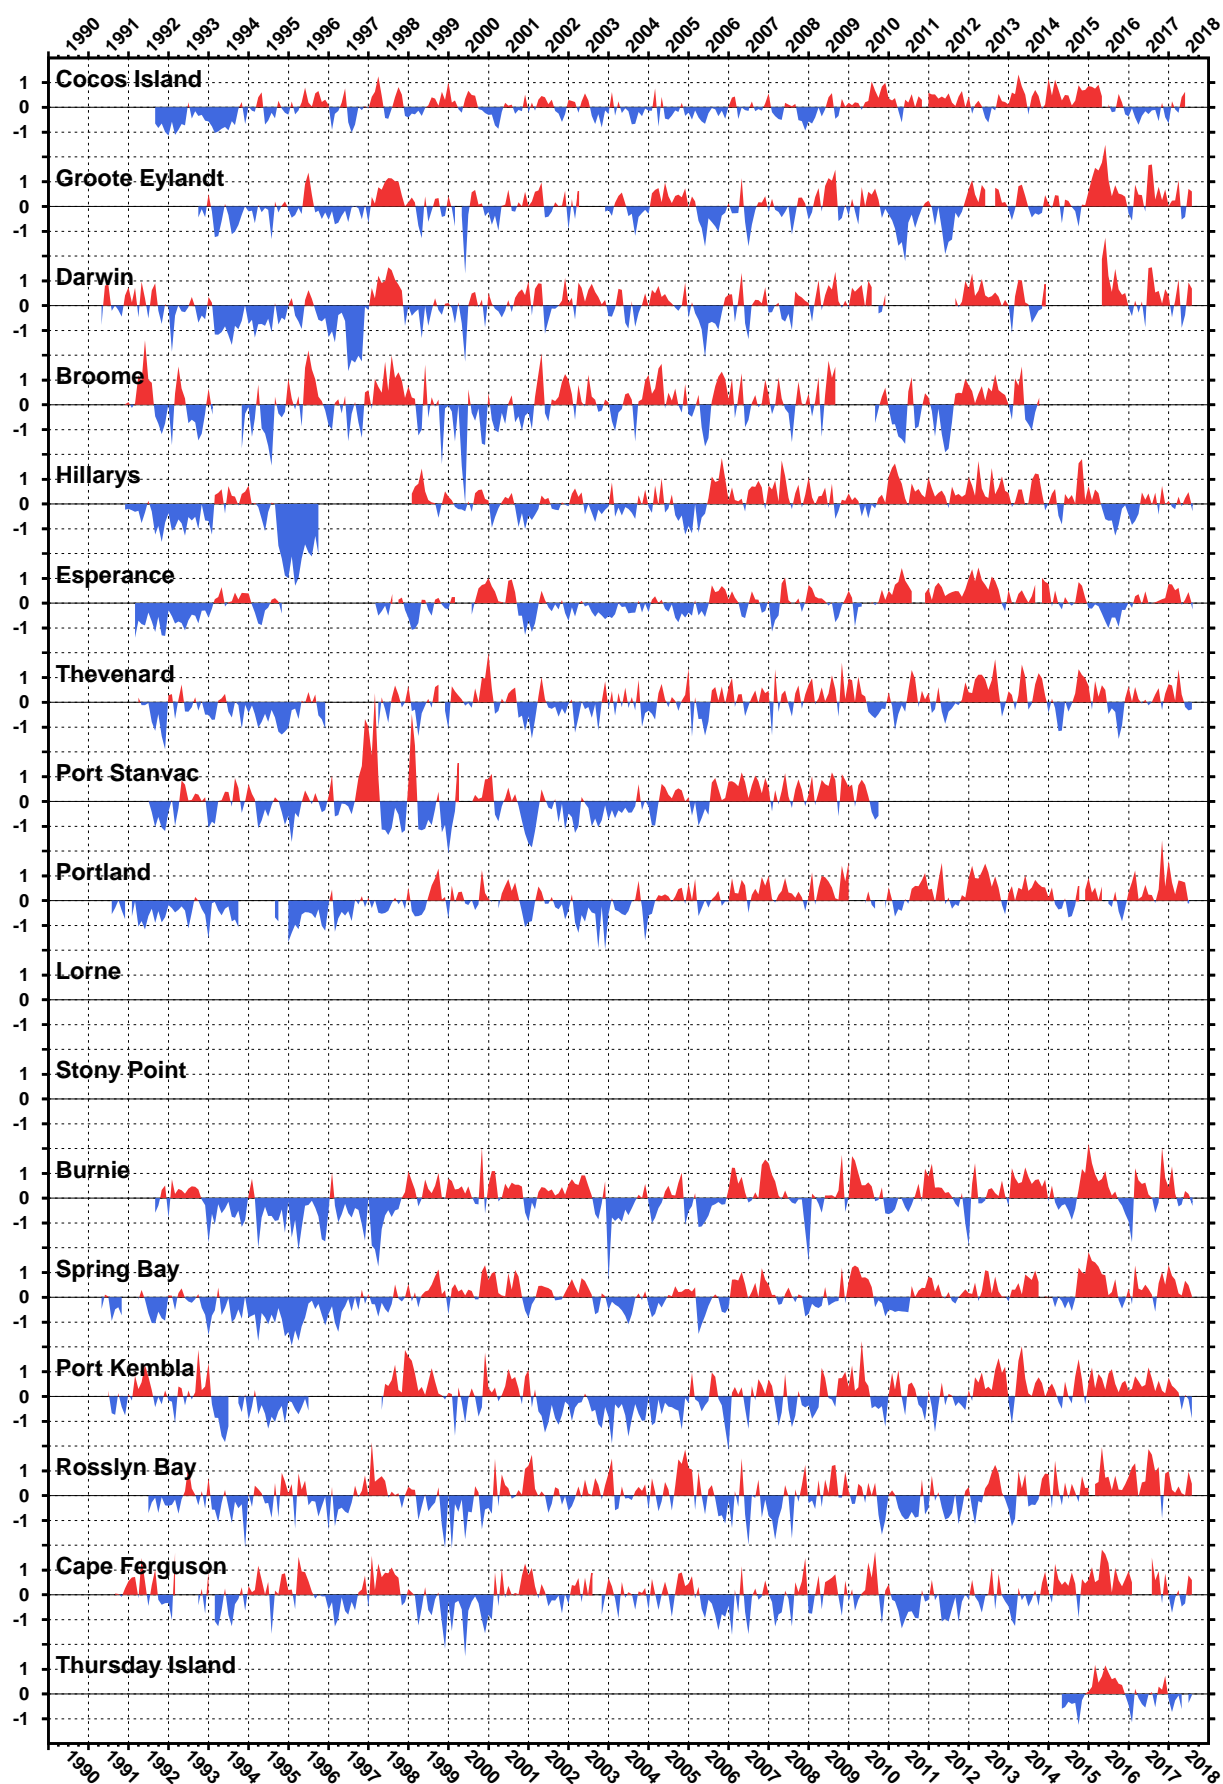 1990 1991 1992 1993 1994 1995 1996 1997 1998 1999 2000 2001 2002 2003 2004 2005 2006 2007 2008 2009 2010 2011 2012 2013 2014 2015 2016 2017 2018
Cocos Island
1
0
-1
Groote Eylandt
1
0
-1
Darwin
1
0
-1
Broome
1
0
-1
Hillarys
1
0
-1
Esperance
1
0
-1
Thevenard
1
0
-1
Port Stanvac
1
0
-1
Portland
1
0
-1
Lorne
1
0
-1
Stony Point
1
0
-1
Burnie
1
0
-1
Spring Bay
1
0
-1
Port Kembla
1
0
-1
Rosslyn Bay
1
0
-1
Cape Ferguson
1
0
-1
Thursday Island
1
0
-1
1990 1991 1992 1993 1994 1995 1996 1997 1998 1999 2000 2001 2002 2003 2004 2005 2006 2007 2008 2009 2010 2011 2012 2013 2014 2015 2016 2017 2018